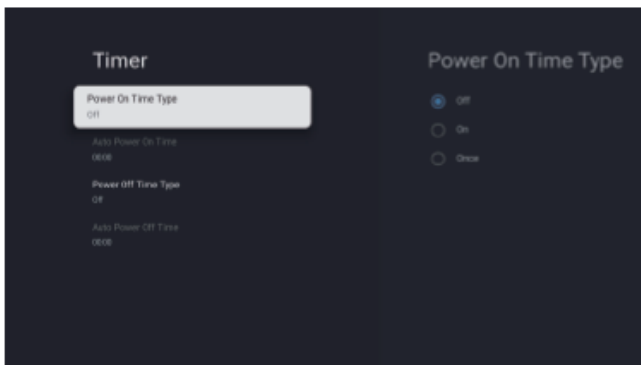 Timer
Power On Time Type
Off
Auto Power On Time
00:00
Power Off Time Type
Off
Auto Power Off Time
00:00
Power On Time Type
Off
On
Once